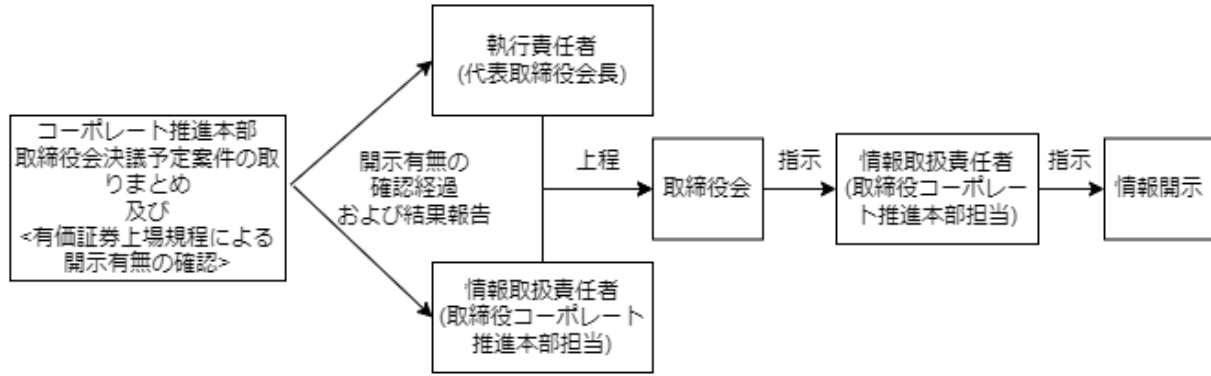 コーポレート推進本部
取締役会決議予定案件の取
りまとめ
及び
<有価証券上場規程による
開示有無の確認>
執行責任者
(代表取締役会長)
開示有無の
確認経過
および結果報告
情報取扱責任者
(取締役コーポレート
推進本部担当)
上程
取締役会
指示
情報取扱責任者
(取締役コーポレー
ト推進本部担当)
指示
情報開示